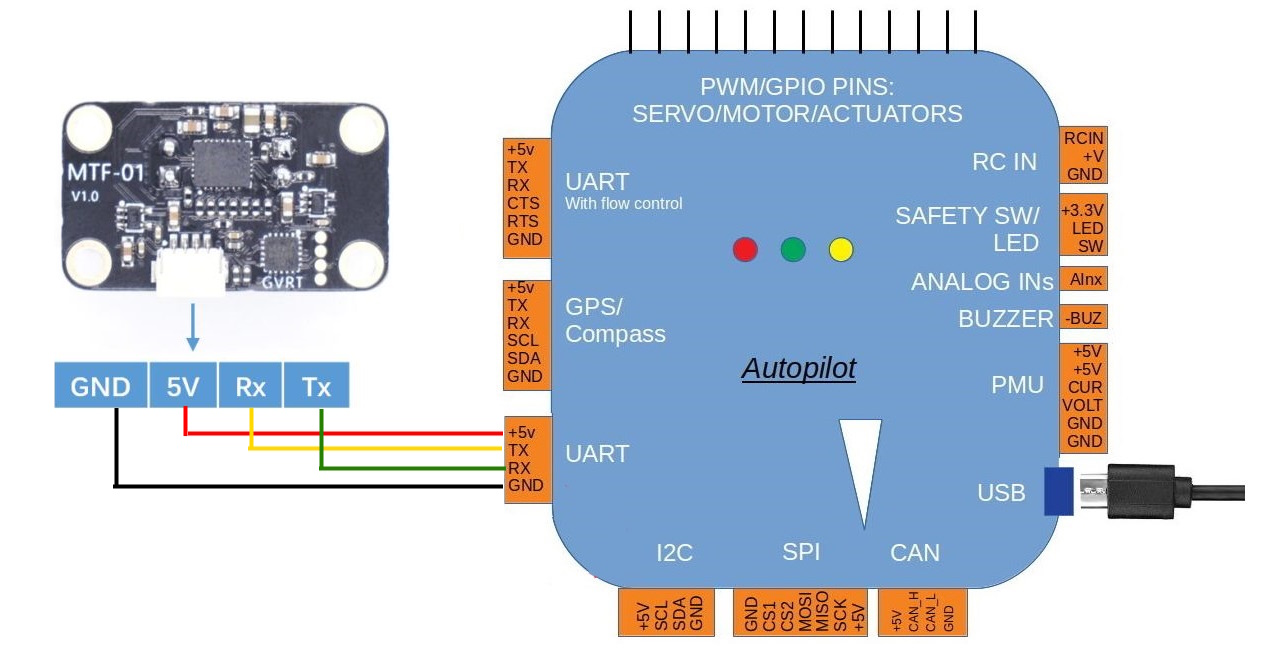 PWM/GPIO PINS:
SERVO/MOTOR/ACTUATORS
MTF-01
V1.0
GVRT
GND 5V Rx Tx
+5v
TX
RX
CTS
RTS
GND
UART
With flow control
+5v
TX
RX
SCL
SDA
GND
GPS/
Compass
+5v
TX
RX
GND
UART
Autopilot
RC IN
RCIN
+V
GND
SAFETY SW/
LED
+3.3V
LED
SW
ANALOG INs
AInx
BUZZER
-BUZ
PMU
+5V
+5V
CUR
VOLT
GND
GND
USB
I2C
+5V
SCL
SDA
GND
SPI
GND
CS1
CS2
MOSI
MISO
SCK
+5V
CAN
+5V
CAN_H
CAN_L
GND